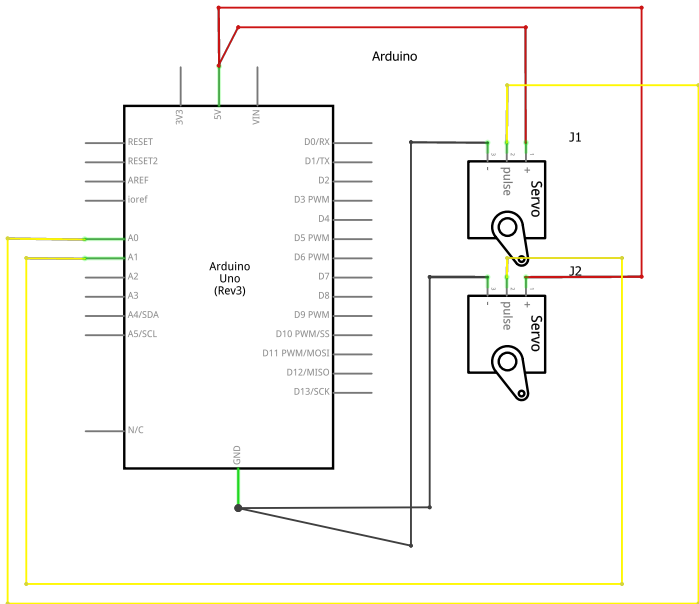 Arduino
3V3
5V
VIN
RESET
RESET2
AREF
ioref
A0
A1
A2
A3
A4/SDA
A5/SCL
N/C
D0/RX
D1/TX
D2
D3 PWM
D4
D5 PWM
D6 PWM
D7
D8
D9 PWM
D10 PWM/SS
D11 PWM/MOSI
D12/MISO
D13/SCK
GND
Arduino
Uno
(Rev3)
J1
3
2
1
-
pulse
+
Servo
J2
3
2
1
-
pulse
+
Servo